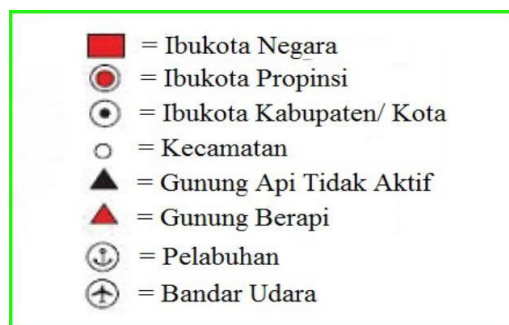 = Ibukota Negara
= Ibukota Propinsi
= Ibukota Kabupaten/ Kota
= Kecamatan
= Gunung Api Tidak Aktif
= Gunung Berapi
= Pelabuhan
= Bandar Udara